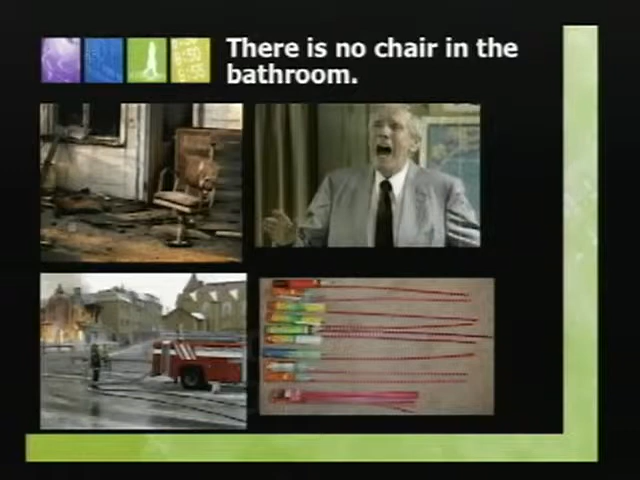 There is no chair in the
bathroom.